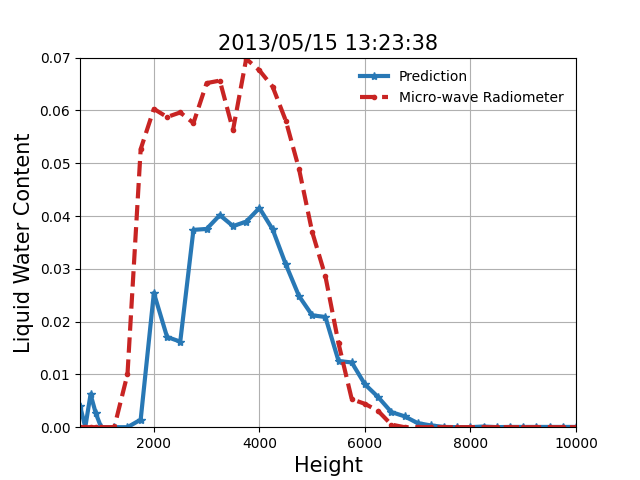 2013/05/15 13:23:38
0.07
0.06
0.05
0.04
0.03
0.02
0.01
0.00
Liquid Water Content
Prediction
Micro-wave Radiometer
2000 4000 6000 8000 10000
Height